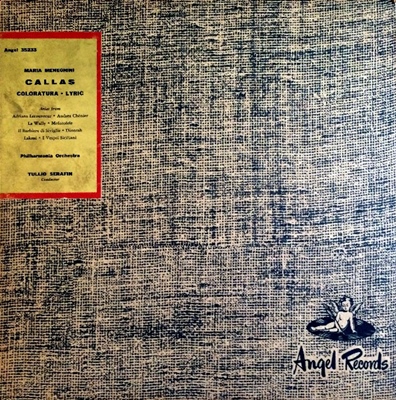 Angel 35233
MARIA MENEGHINI
CALLAS
COLORATURA • LYRIC
Arias from
Adriana Lecouvreur • Andrea Chénier
La Wally • Mefistofele
Il Barbiere di Siviglia • Dinorah
Lakmé • I Vespri Siciliani
Philharmonia Orchestra
TULLIO SERAFIN
Conductor
Angel Records